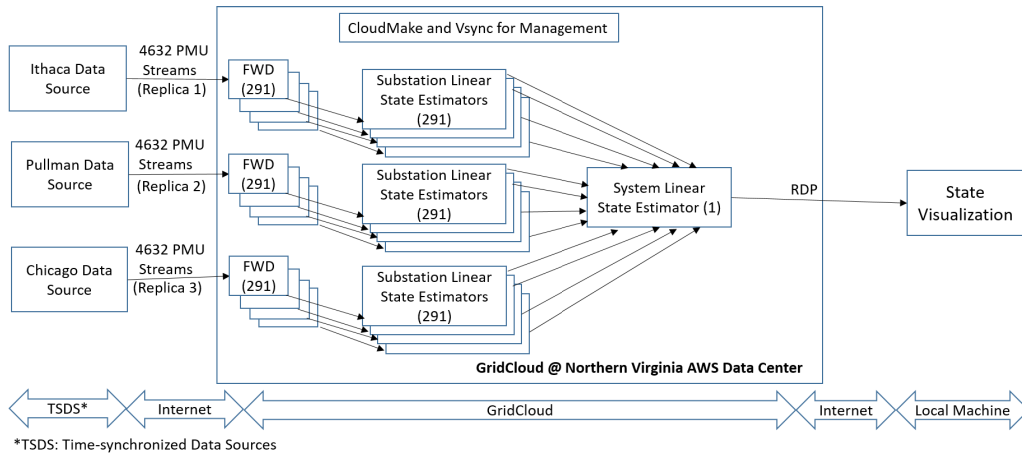 CloudMake and Vsync for Management
Ithaca Data
Source
4632 PMU
Streams
(Replica 1)
FWD
(291)
Substation Linear
State Estimators
(291)
Pullman Data
Source
4632 PMU
Streams
(Replica 2)
FWD
(291)
Substation Linear
State Estimators
(291)
System Linear
State Estimator (1)
RDP
State
Visualization
Chicago Data
Source
4632 PMU
Streams
(Replica 3)
FWD
(291)
Substation Linear
State Estimators
(291)
GridCloud @ Northern Virginia AWS Data Center
TSDS*
Internet
GridCloud
Internet
Local Machine
*TSDS: Time-synchronized Data Sources